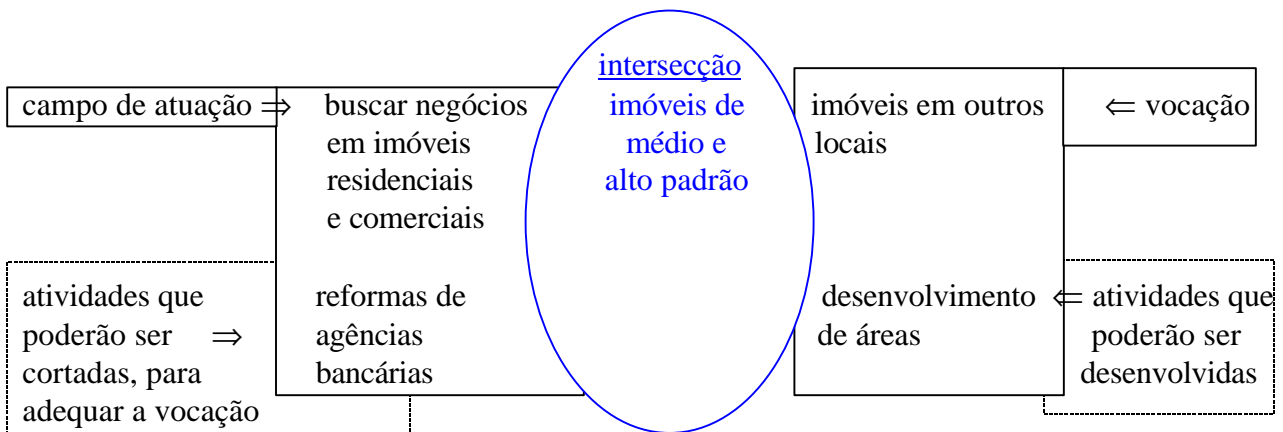 intersecção
campo de atuação ⇒ buscar negócios imóveis de imóveis em outros ⇐ vocação
em imóveis médio e locais
residenciais alto padrão
e comerciais
atividades que reformas de desenvolvimento ⇐ atividades que
poderão ser ⇒ agências de áreas poderão ser
cortadas, para bancárias desenvolvidas
adequar a vocação